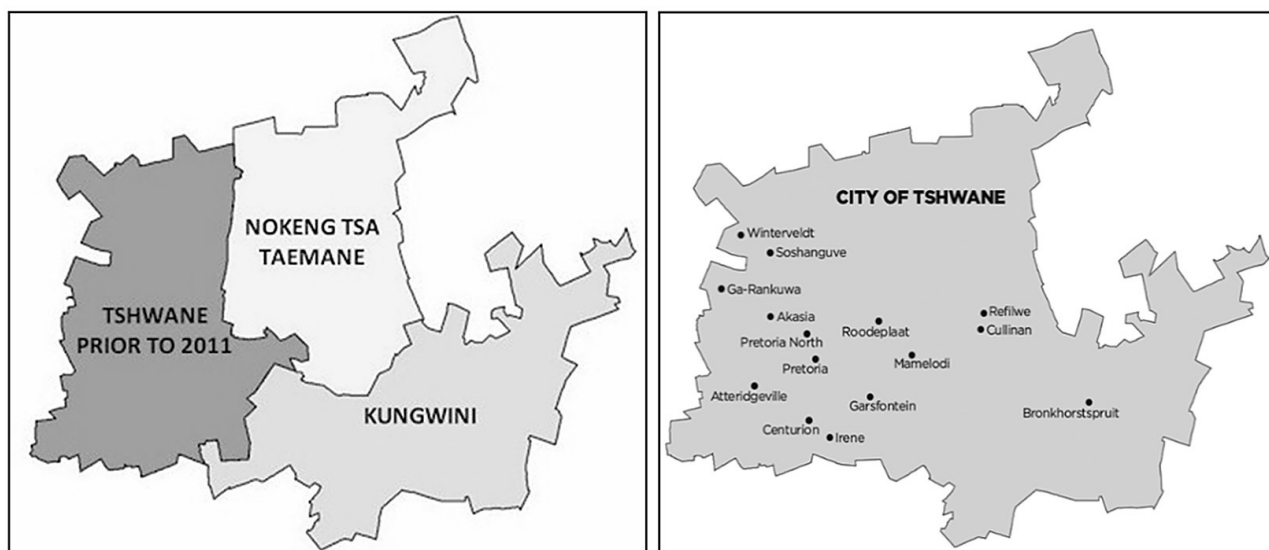 NOKENG TSA
TAEMANE
TSHWANE
PRIOR TO 2011
KUNGWINI
CITY OF TSHWANE
Winterveldt
Soshanguve
Ga-Rankuwa
Akasia
Refilwe
Roodeplaat
Cullinan
Pretoria North
Pretoria
Mamelodi
Atteridgeville
Garsfontein
Bronkhorstspruit
Centurion
Irene